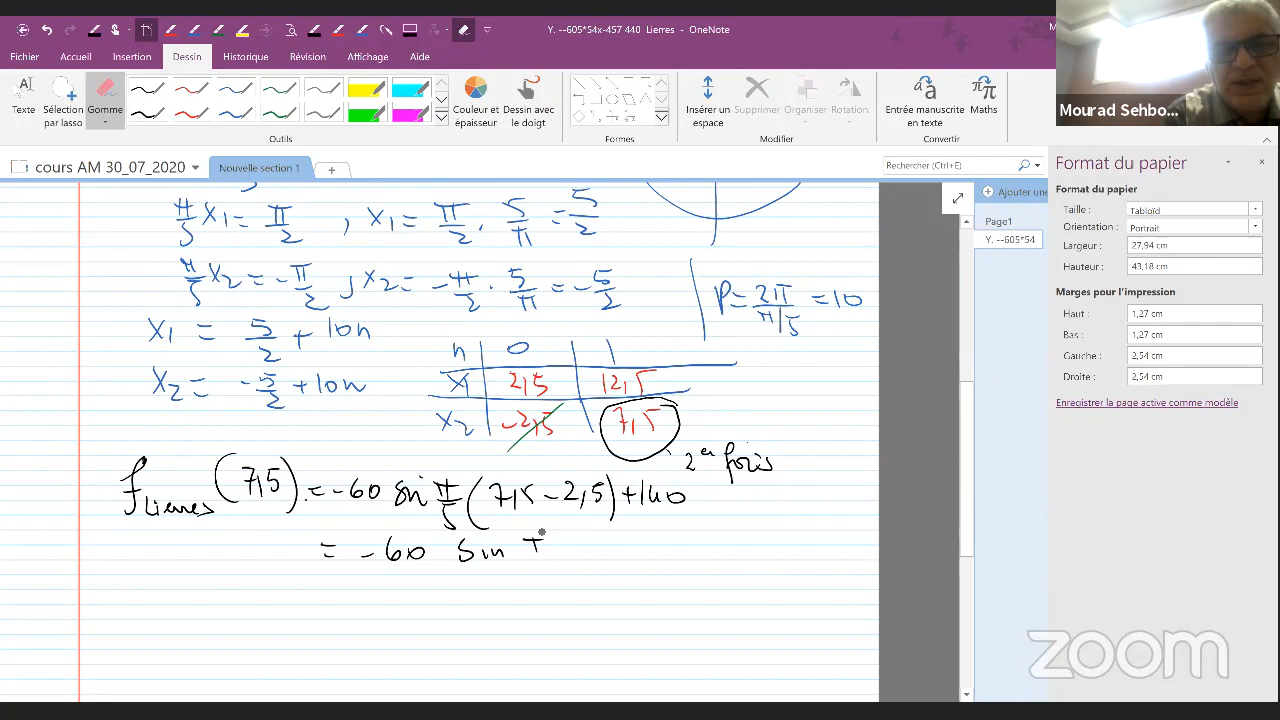 Y. --605*54x-457 440 Lierres - OneNote
M
Fichier Accueil Insertion Dessin Historique Révision Affichage Aide
Texte Sélection par lasso Gomme Couleur et épaisseur Dessin avec le doigt Insérer un espace Supprimer Organiser Rotation Entrée manuscrite en texte Maths
Outils Formes Modifier Convertir
Mourad Sehbo...
cours AM 30_07_2020 Nouvelle section 1 + Rechercher (Ctrl+E)
Ajouter une
Page1
Y. --605*54
π/5 x1 = π/2 , x1 = π/2 · 5/π = 5/2
π/5 x2 = -π/2 , x2 = -π/2 · 5/π = -5/2
P = 2π/π/5 = 10
x1 = 5/2 + 10n
x2 = -5/2 + 10n
n 0 1
x1 2,5 12,5
x2 -2,5 7,5
2er fois
f lierres (7,5) = -60 sin π/5 (7,5 - 2,5) + 140
= -60 sin
Format du papier
Format du papier
Taille : Tabloïd
Orientation : Portrait
Largeur : 27,94 cm
Hauteur : 43,18 cm
Marges pour l'impression
Haut : 1,27 cm
Bas : 1,27 cm
Gauche : 2,54 cm
Droite : 2,54 cm
Enregistrer la page active comme modèle
zoom